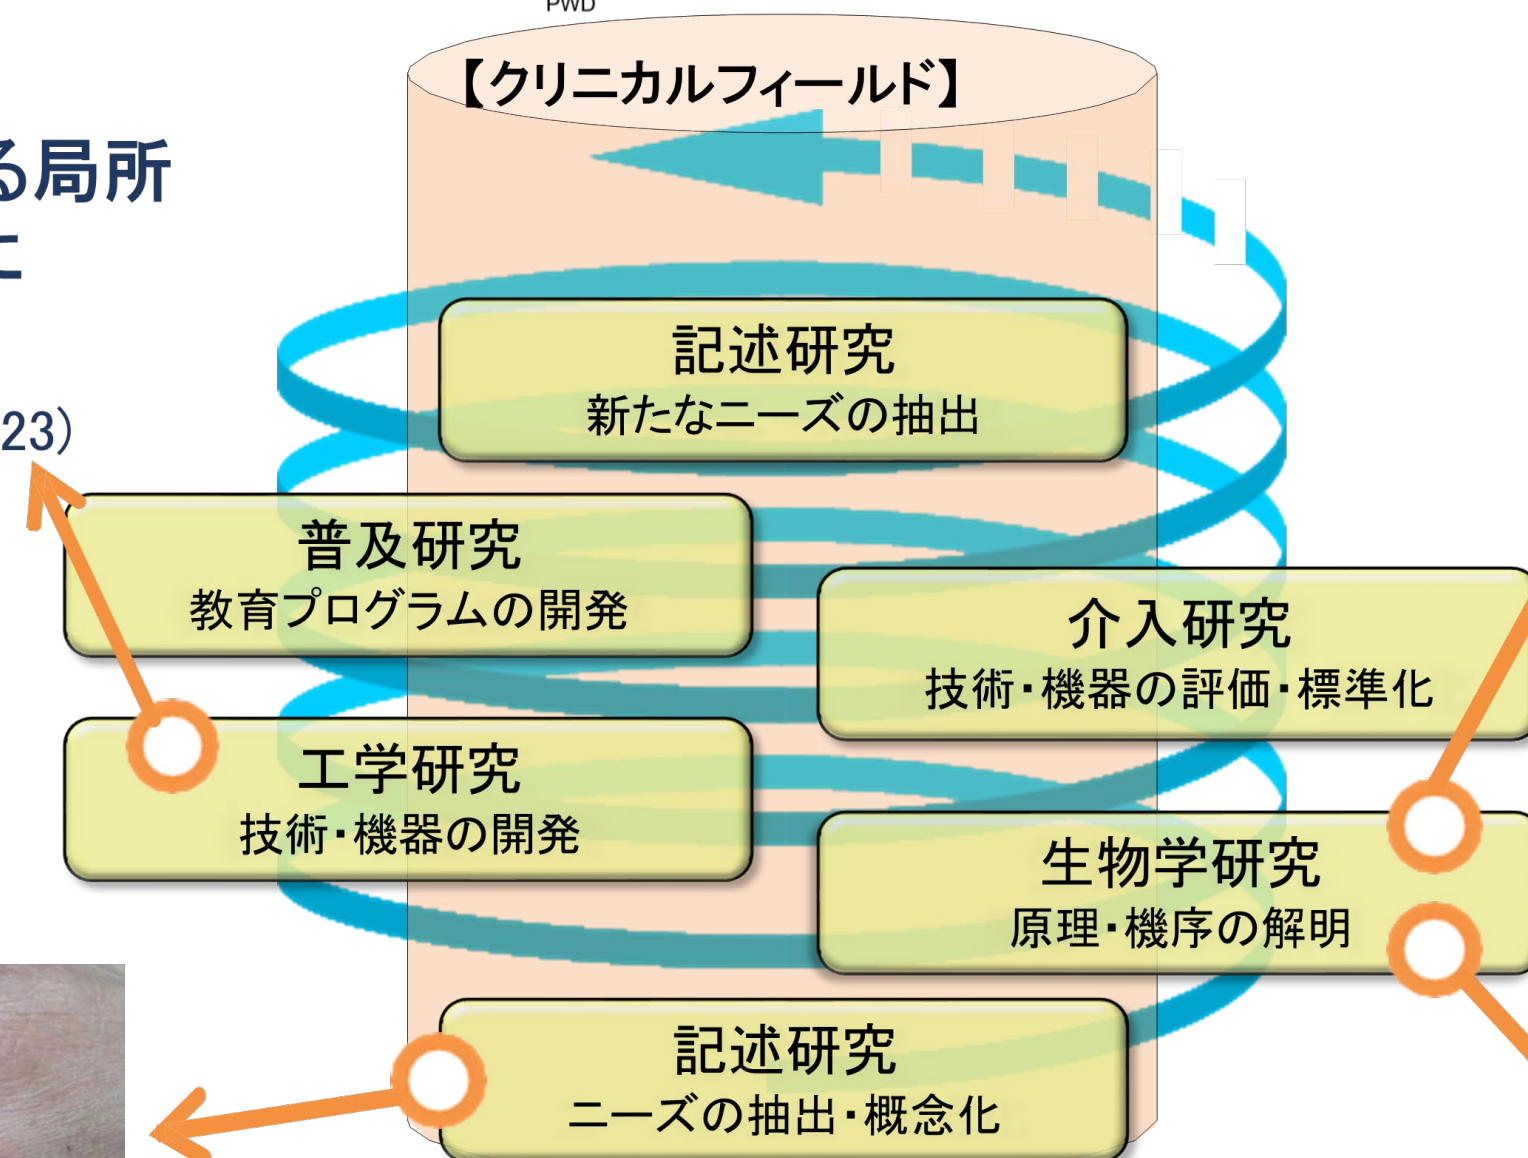 PWD
【クリニカルフィールド】
る局所
に
23)
記述研究
新たなニーズの抽出
普及研究
教育プログラムの開発
介入研究
技術・機器の評価・標準化
工学研究
技術・機器の開発
生物学研究
原理・機序の解明
記述研究
ニーズの抽出・概念化